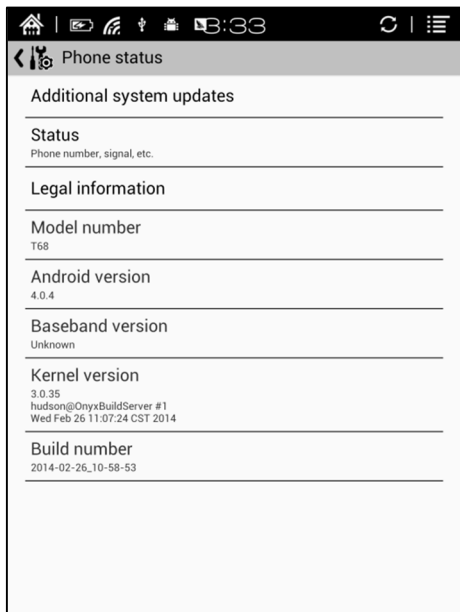 3:33
Phone status
Additional system updates
Status
Phone number, signal, etc.
Legal information
Model number
T68
Android version
4.0.4
Baseband version
Unknown
Kernel version
3.0.35
hudson@OnyxBuildServer #1
Wed Feb 26 11:07:24 CST 2014
Build number
2014-02-26_10-58-53